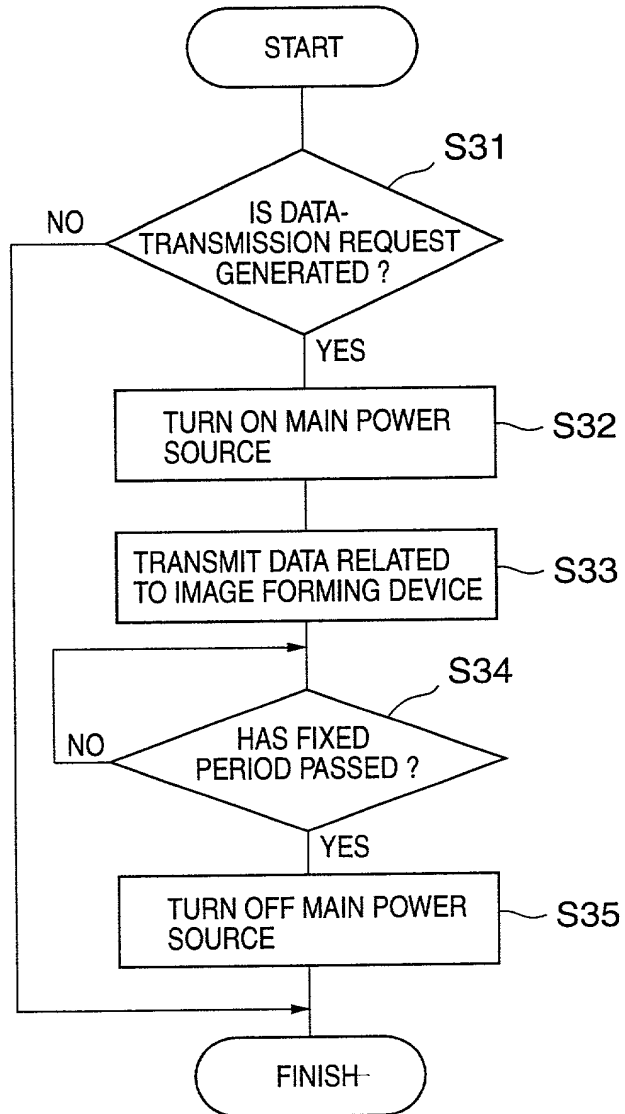 START
S31
NO
IS DATA-
TRANSMISSION REQUEST
GENERATED ?
YES
TURN ON MAIN POWER
SOURCE
S32
TRANSMIT DATA RELATED
TO IMAGE FORMING DEVICE
S33
S34
NO
HAS FIXED
PERIOD PASSED ?
YES
TURN OFF MAIN POWER
SOURCE
S35
FINISH